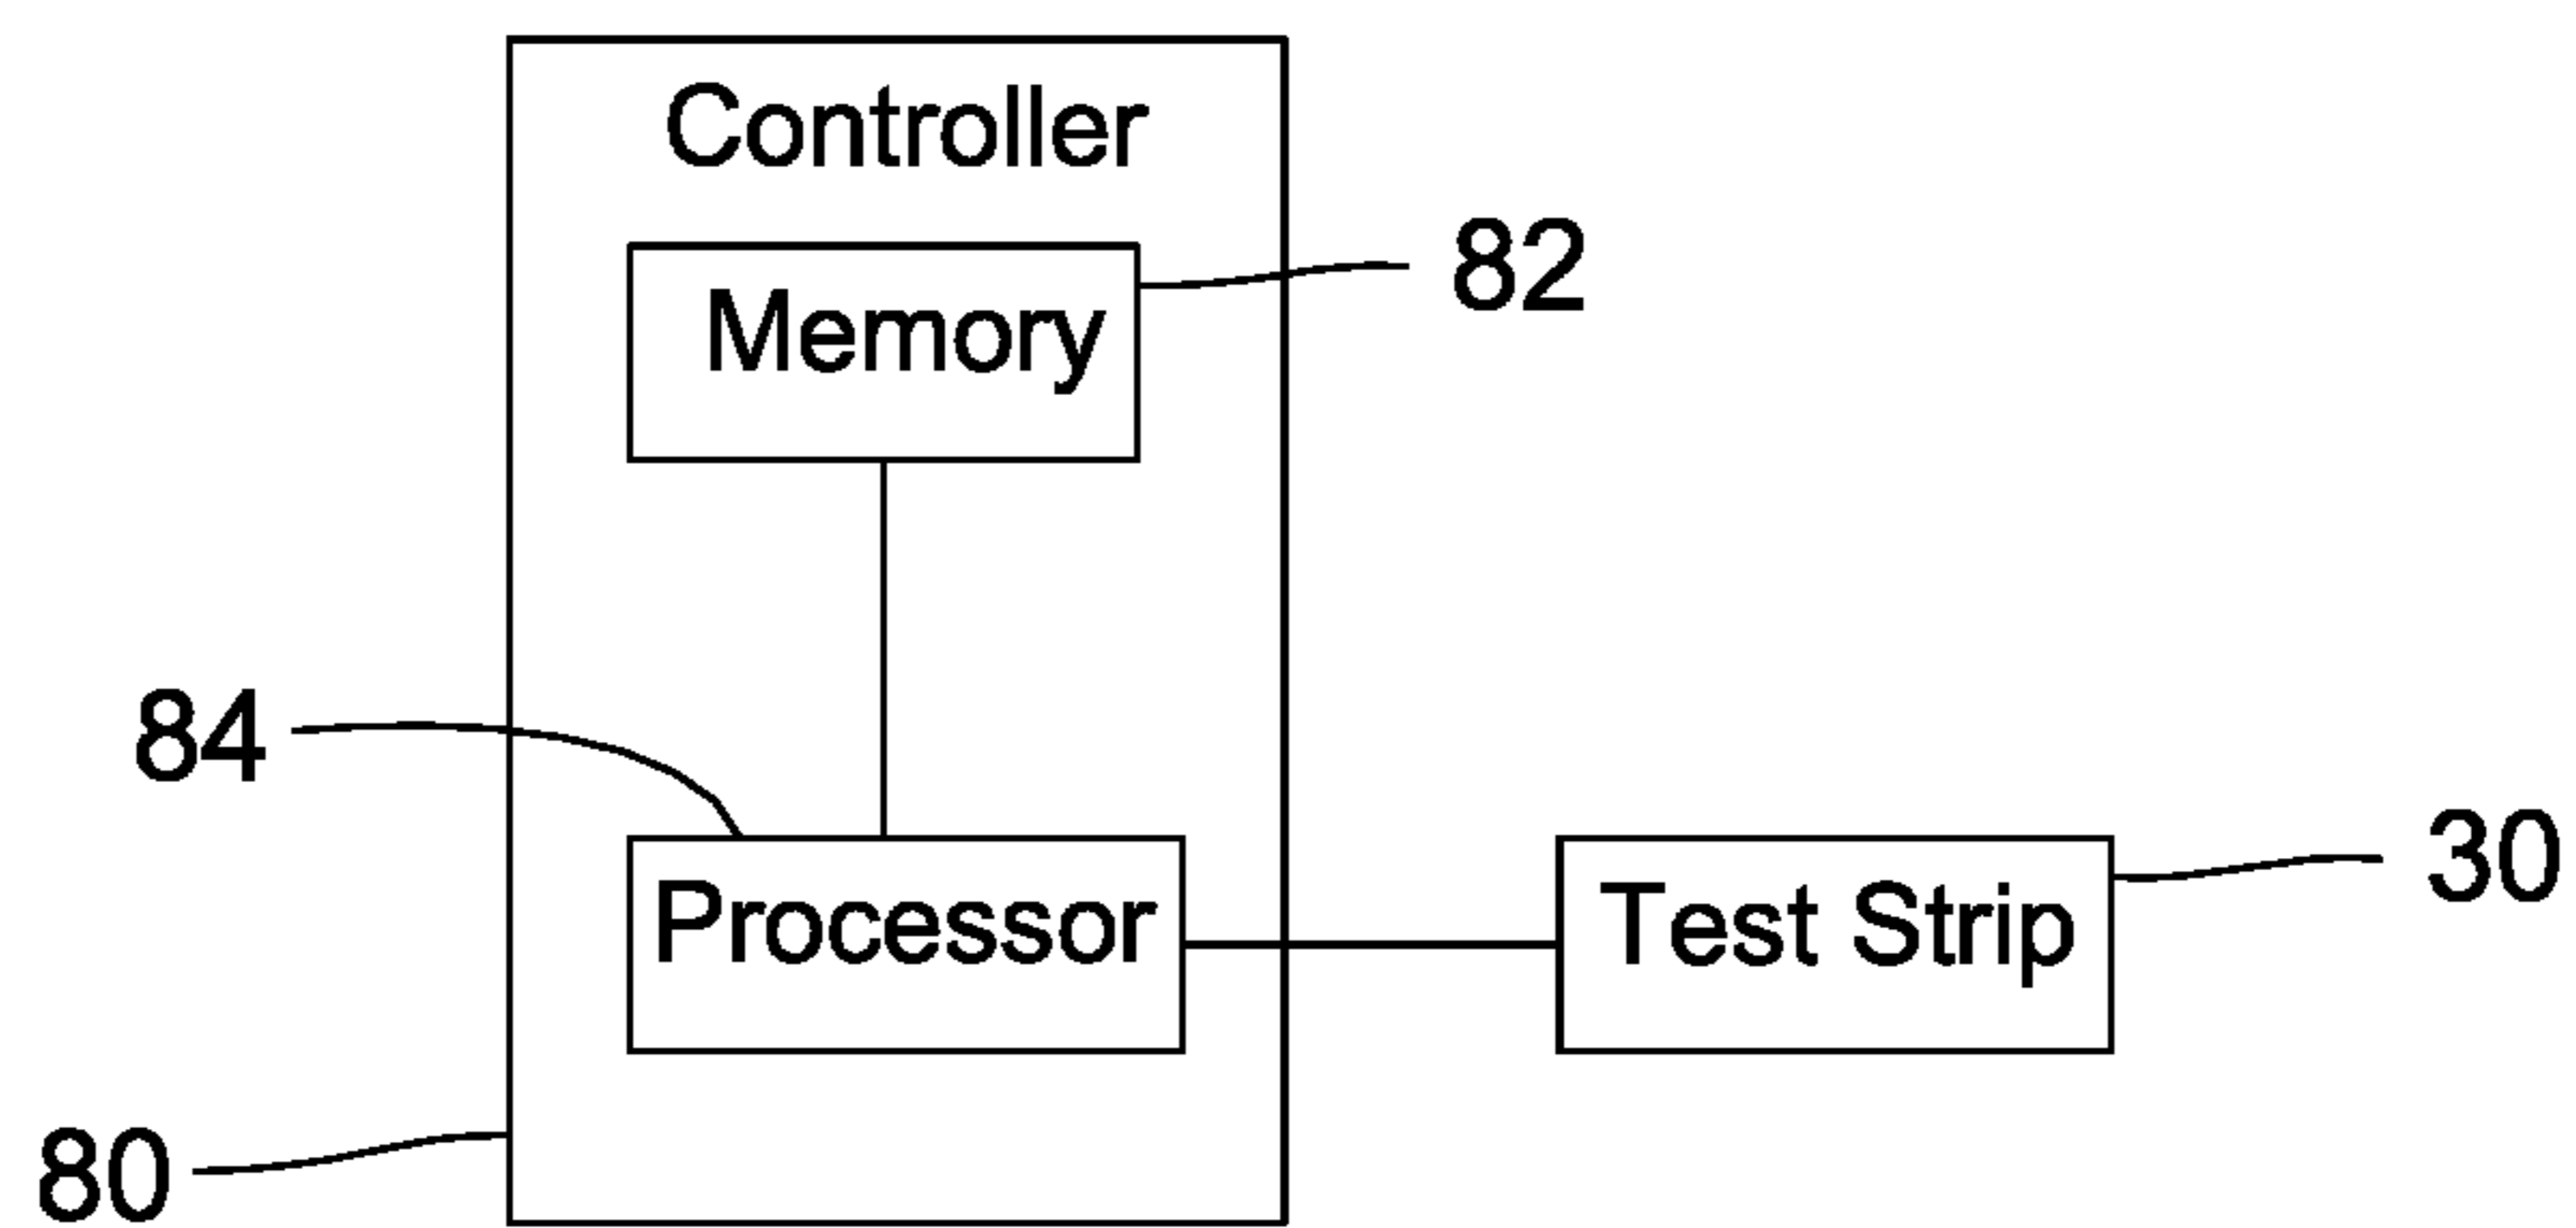 Controller
Memory
82
84
Processor
Test Strip
30
80